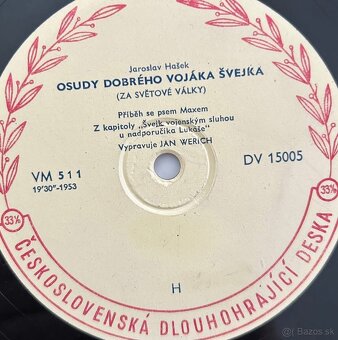 Jaroslav Hašek
OSUDY DOBRÉHO VOJÁKA ŠVEJKA
(ZA SVĚTOVÉ VÁLKY)
Příběh se psem Maxem
Z kapitoly „Švejk vojenským sluhou
u nadporučíka Lukáše"
Vypravuje JAN WERICH
VM 511
19'30"-1953
DV 15005
33⅓
33⅓
H
ČESKOSLOVENSKÁ DLOUHOHRAJÍCÍ DESKA
@ Bazos.sk